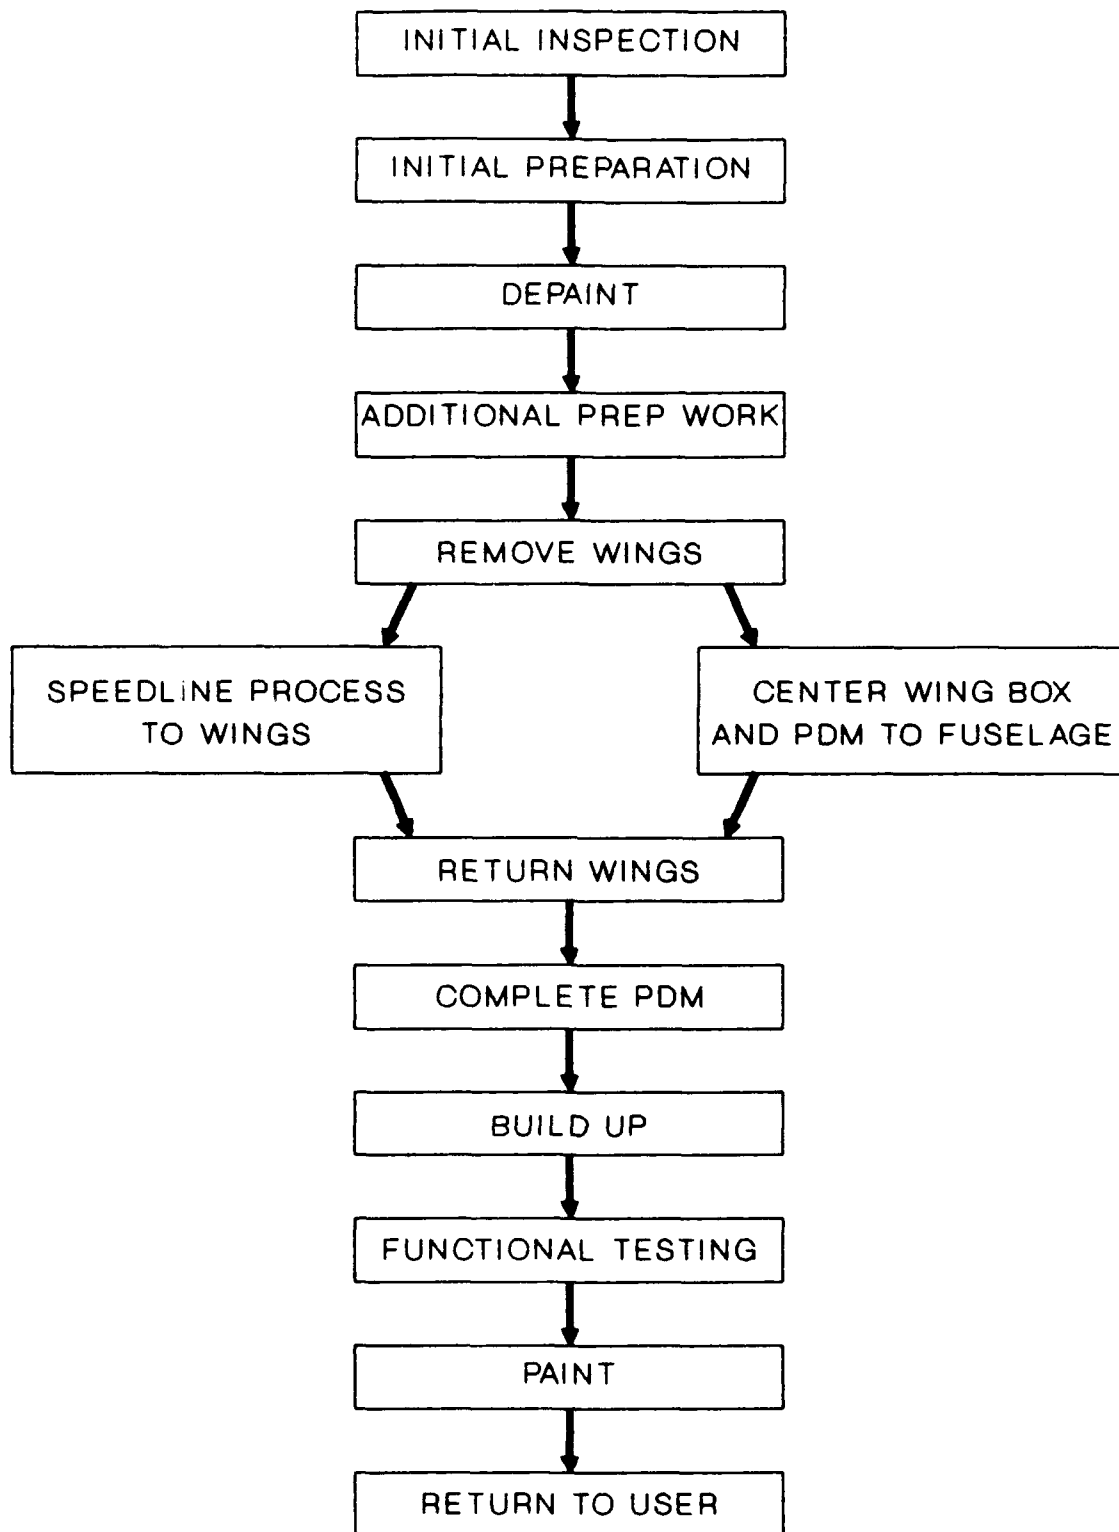 INITIAL INSPECTION
INITIAL PREPARATION
DEPAINT
ADDITIONAL PREP WORK
REMOVE WINGS
SPEEDLINE PROCESS
TO WINGS
CENTER WING BOX
AND PDM TO FUSELAGE
RETURN WINGS
COMPLETE PDM
BUILD UP
FUNCTIONAL TESTING
PAINT
RETURN TO USER